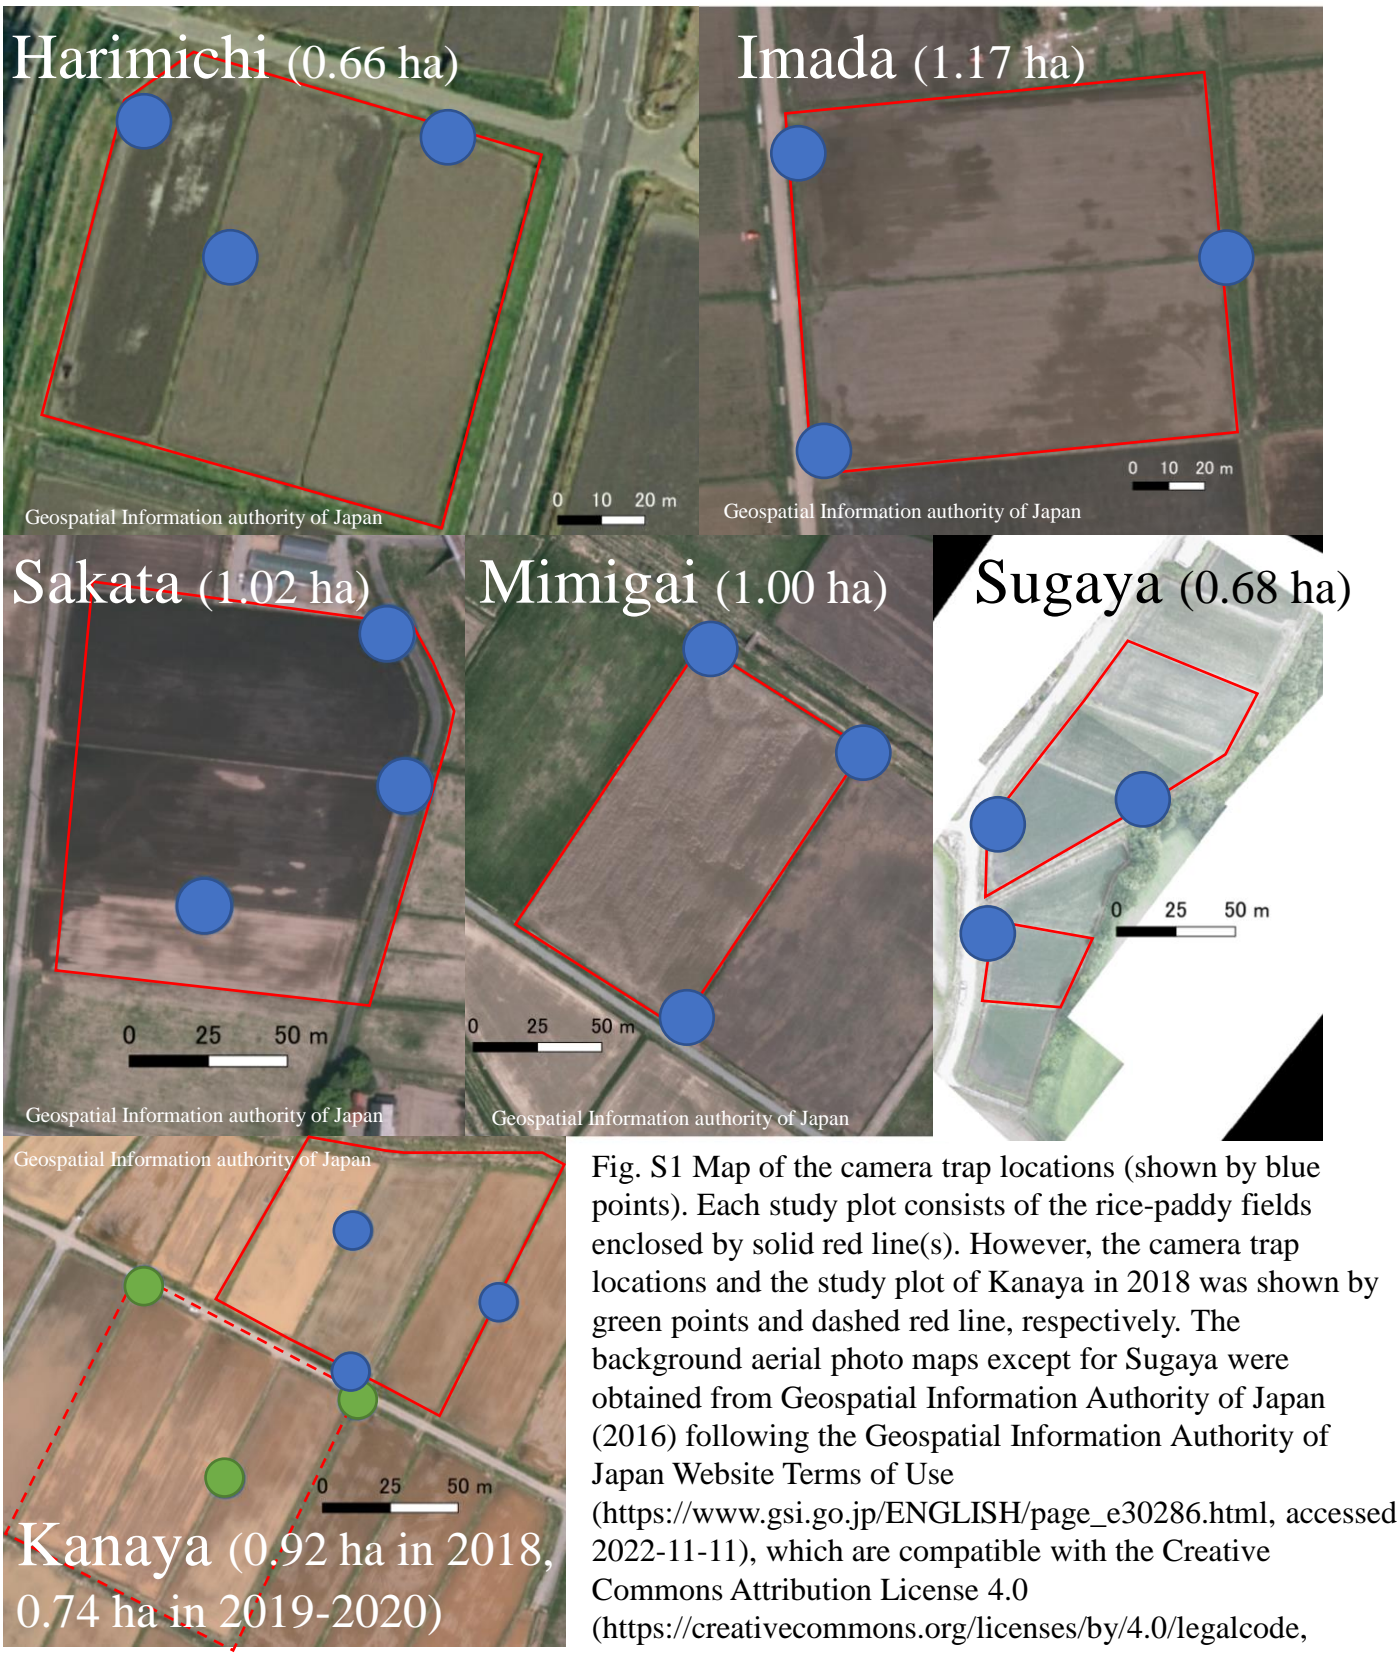 Harimichi (0.66 ha)
0 10 20 m
Geospatial Information authority of Japan
Imada (1.17 ha)
0 10 20 m
Geospatial Information authority of Japan
Sakata (1.02 ha)
0 25 50 m
Geospatial Information authority of Japan
Mimigai (1.00 ha)
0 25 50 m
Geospatial Information authority of Japan
Sugaya (0.68 ha)
0 25 50 m
Geospatial Information authority of Japan
0 25 50 m
Kanaya (0.92 ha in 2018,
0.74 ha in 2019-2020)
Fig. S1 Map of the camera trap locations (shown by blue
points). Each study plot consists of the rice-paddy fields
enclosed by solid red line(s). However, the camera trap
locations and the study plot of Kanaya in 2018 was shown by
green points and dashed red line, respectively. The
background aerial photo maps except for Sugaya were
obtained from Geospatial Information Authority of Japan
(2016) following the Geospatial Information Authority of
Japan Website Terms of Use
(https://www.gsi.go.jp/ENGLISH/page_e30286.html, accessed
2022-11-11), which are compatible with the Creative
Commons Attribution License 4.0
(https://creativecommons.org/licenses/by/4.0/legalcode,